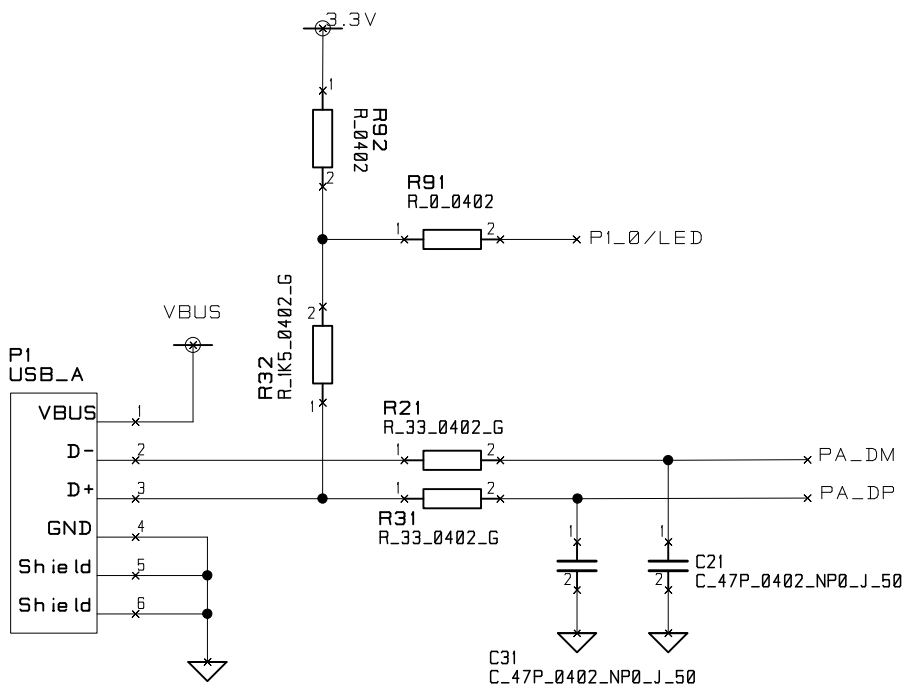 3.3V
1
R92
R_0402
2
R91
R_0_0402
1
2
P1_0/LED
2
R32
R_1K5_0402_G
1
VBUS
P1
USB_A
VBUS
1
D-
2
D+
3
GND
4
Shield
5
Shield
6
R21
R_33_0402_G
1
2
PA_DM
1
2
PA_DP
R31
R_33_0402_G
1
2
1
2
C21
C_47P_0402_NP0_J_50
C31
C_47P_0402_NP0_J_50